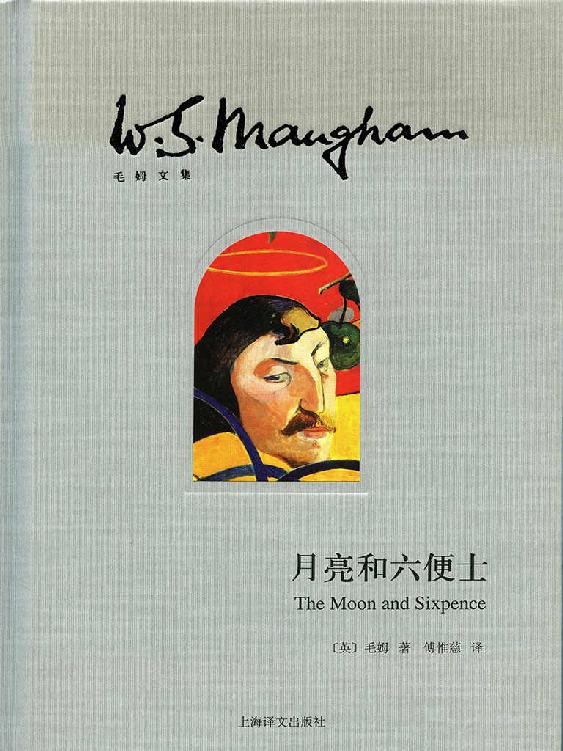 W.S. Maugham
毛姆文集
月亮和六便士
The Moon and Sixpence
［英］毛姆 著 傅惟慈 译
上海译文出版社